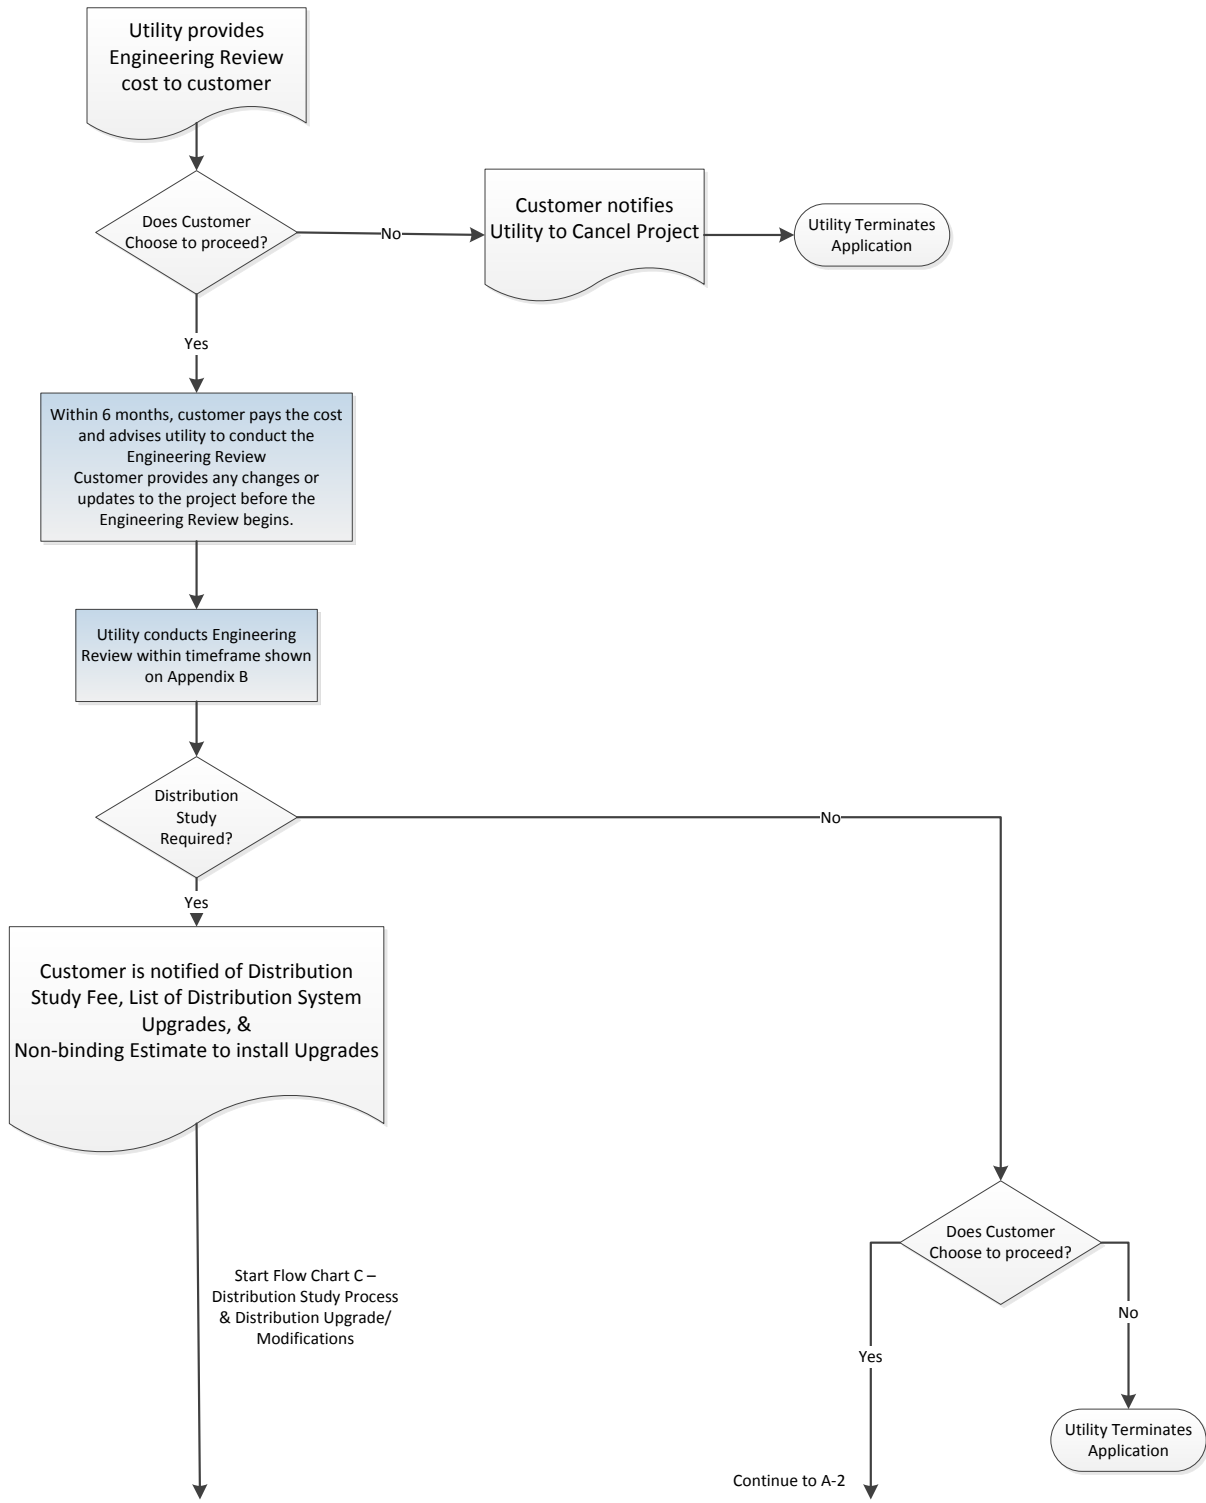 Utility provides
Engineering Review
cost to customer
Does Customer
Choose to proceed?
No
Customer notifies
Utility to Cancel Project
Utility Terminates
Application
Yes
Within 6 months, customer pays the cost
and advises utility to conduct the
Engineering Review
Customer provides any changes or
updates to the project before the
Engineering Review begins.
Utility conducts Engineering
Review within timeframe shown
on Appendix B
Distribution
Study
Required?
No
Yes
Customer is notified of Distribution
Study Fee, List of Distribution System
Upgrades, &
Non-binding Estimate to install Upgrades
Start Flow Chart C –
Distribution Study Process
& Distribution Upgrade/
Modifications
Does Customer
Choose to proceed?
No
Yes
Utility Terminates
Application
Continue to A-2